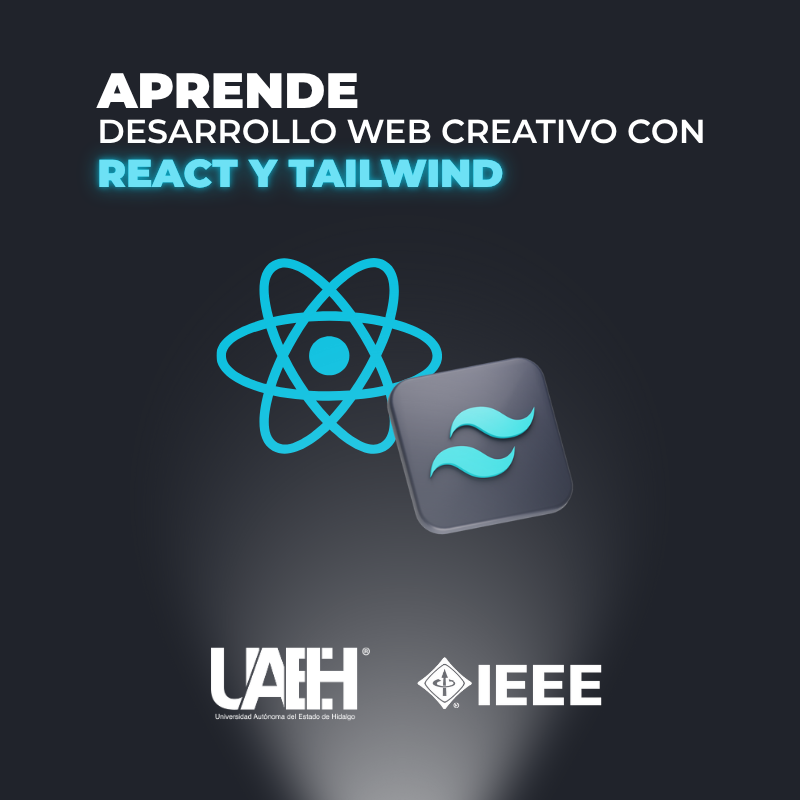 APRENDE
DESARROLLO WEB CREATIVO CON
REACT Y TAILWIND
UAEH®
Universidad Autónoma del Estado de Hidalgo
IEEE
®